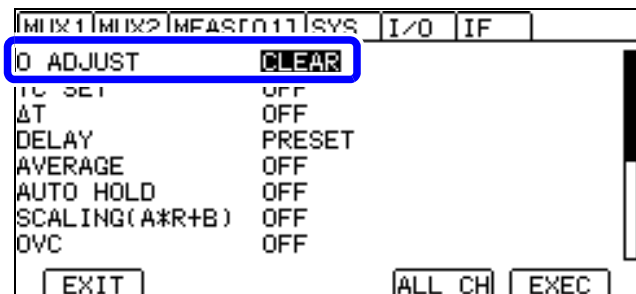 MUX1 MUX2 MEAS[01] SYS I/O IF
0 ADJUST CLEAR
TC SET OFF
ΔT OFF
DELAY PRESET
AVERAGE OFF
AUTO HOLD OFF
SCALING(A*R+B) OFF
OVC OFF
EXIT ALL CH EXEC